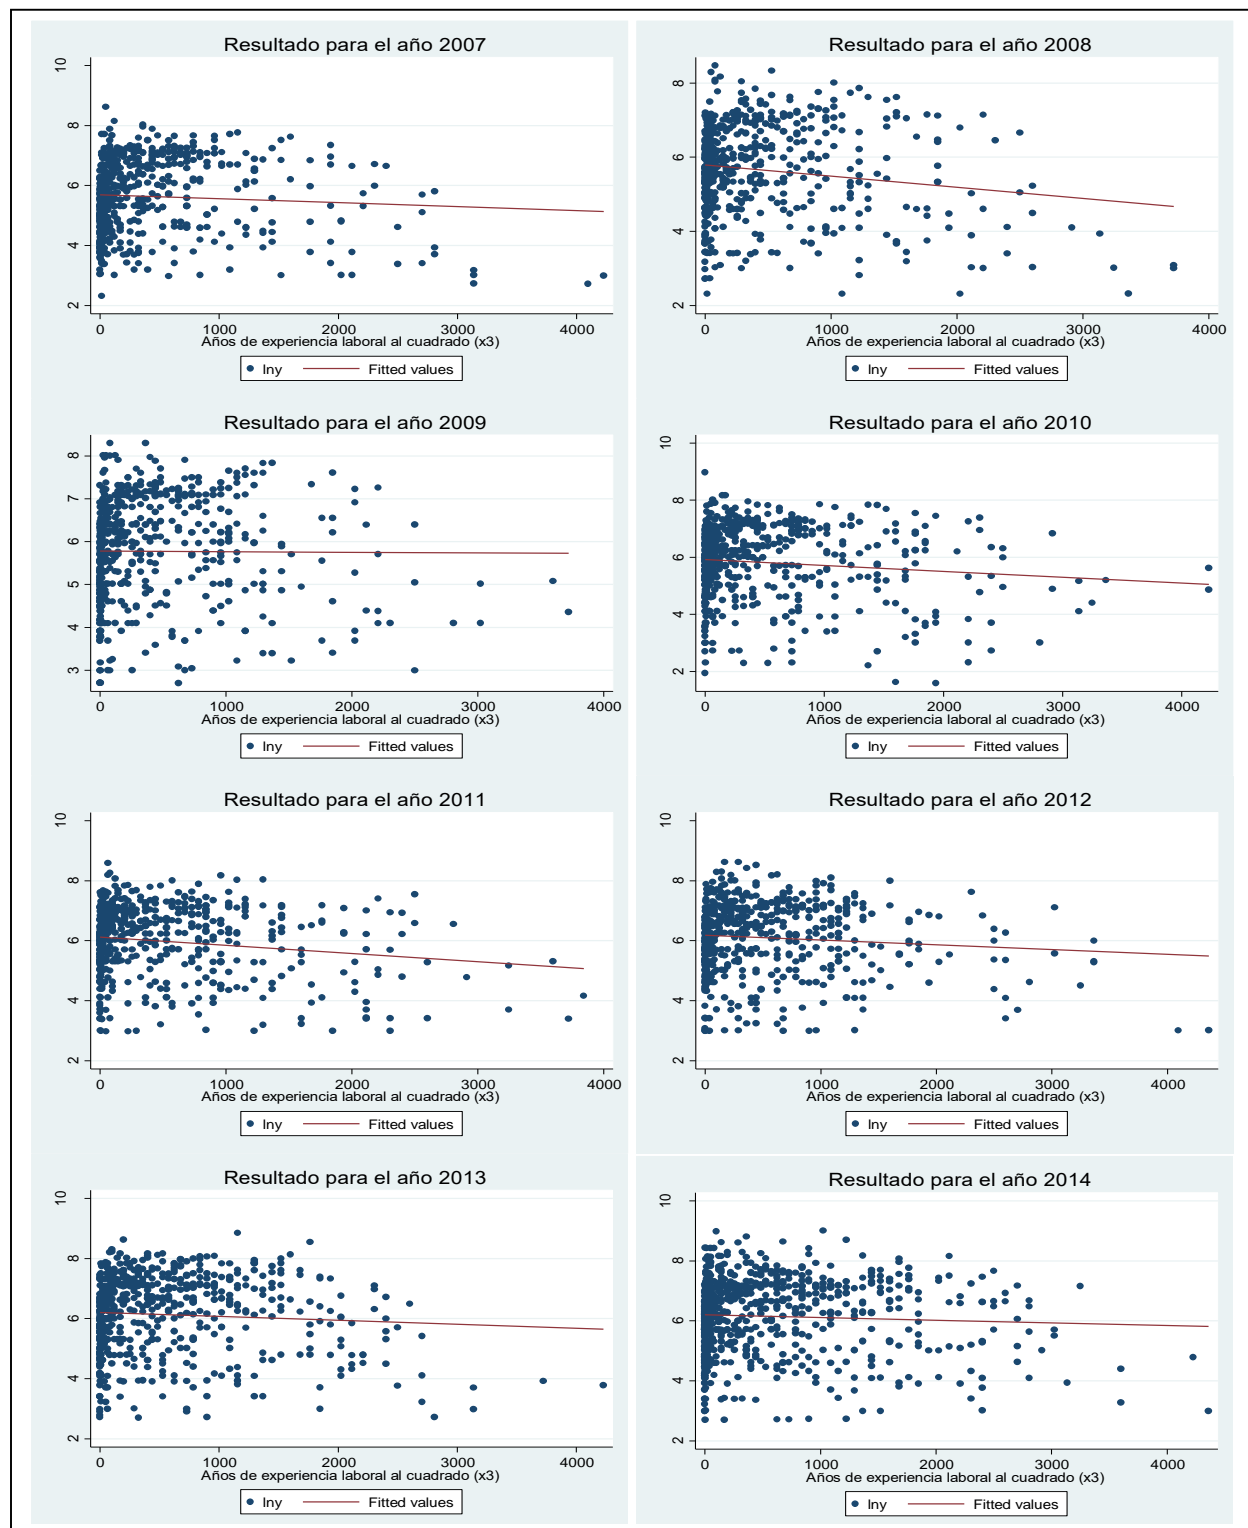 Resultado para el año 2007
10
8
6
4
2
0 1000 2000 3000 4000
Años de experiencia laboral al cuadrado (x3)
lny Fitted values
Resultado para el año 2008
8
6
4
2
0 1000 2000 3000 4000
Años de experiencia laboral al cuadrado (x3)
lny Fitted values
Resultado para el año 2009
8
7
6
5
4
3
0 1000 2000 3000 4000
Años de experiencia laboral al cuadrado (x3)
lny Fitted values
Resultado para el año 2010
10
8
6
4
2
0 1000 2000 3000 4000
Años de experiencia laboral al cuadrado (x3)
lny Fitted values
Resultado para el año 2011
10
8
6
4
2
0 1000 2000 3000 4000
Años de experiencia laboral al cuadrado (x3)
lny Fitted values
Resultado para el año 2012
10
8
6
4
2
0 1000 2000 3000 4000
Años de experiencia laboral al cuadrado (x3)
lny Fitted values
Resultado para el año 2013
10
8
6
4
2
0 1000 2000 3000 4000
Años de experiencia laboral al cuadrado (x3)
lny Fitted values
Resultado para el año 2014
10
8
6
4
2
0 1000 2000 3000 4000
Años de experiencia laboral al cuadrado (x3)
lny Fitted values